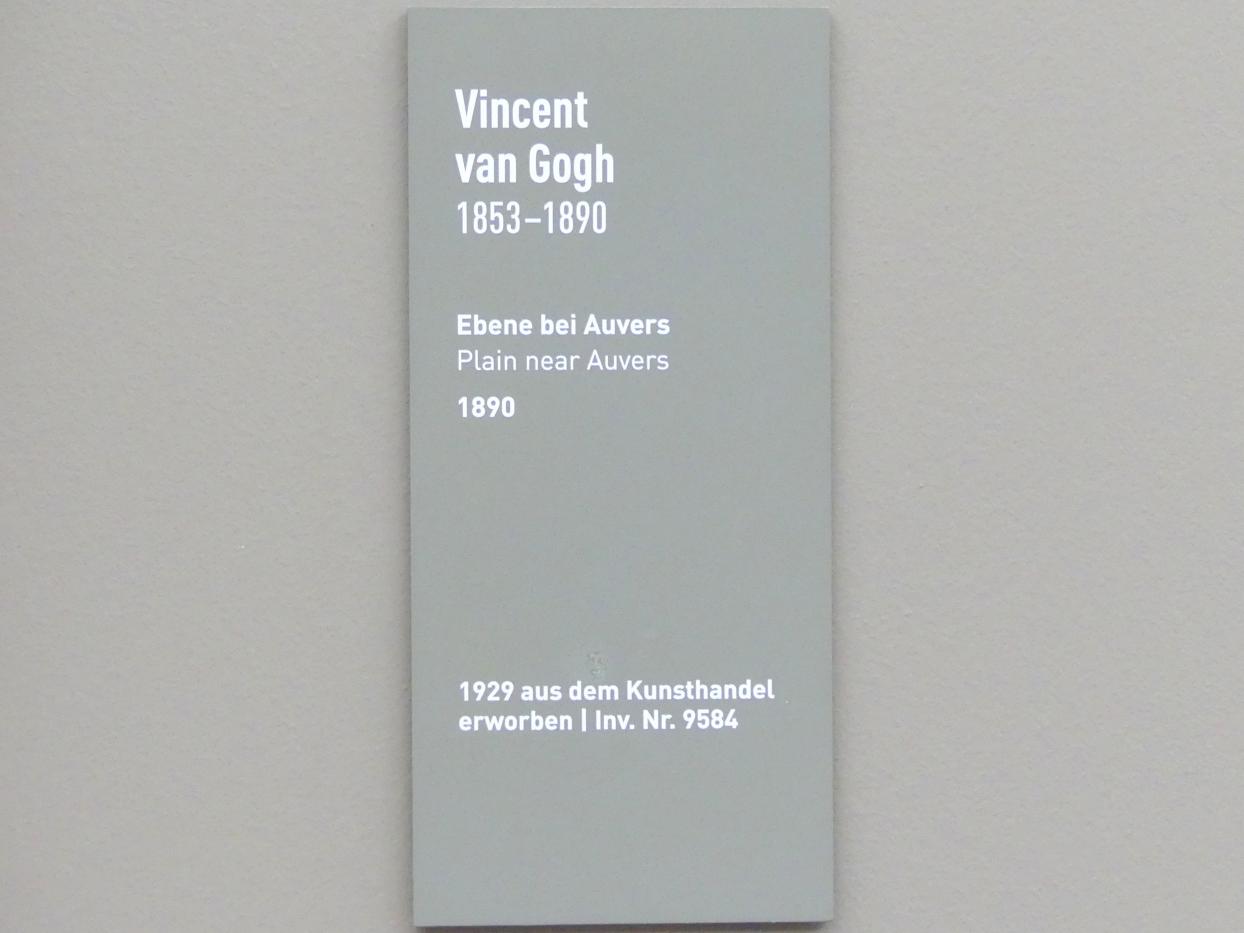 Vincent
van Gogh
1853–1890
Ebene bei Auvers
Plain near Auvers
1890
1929 aus dem Kunsthandel
erworben | Inv. Nr. 9584